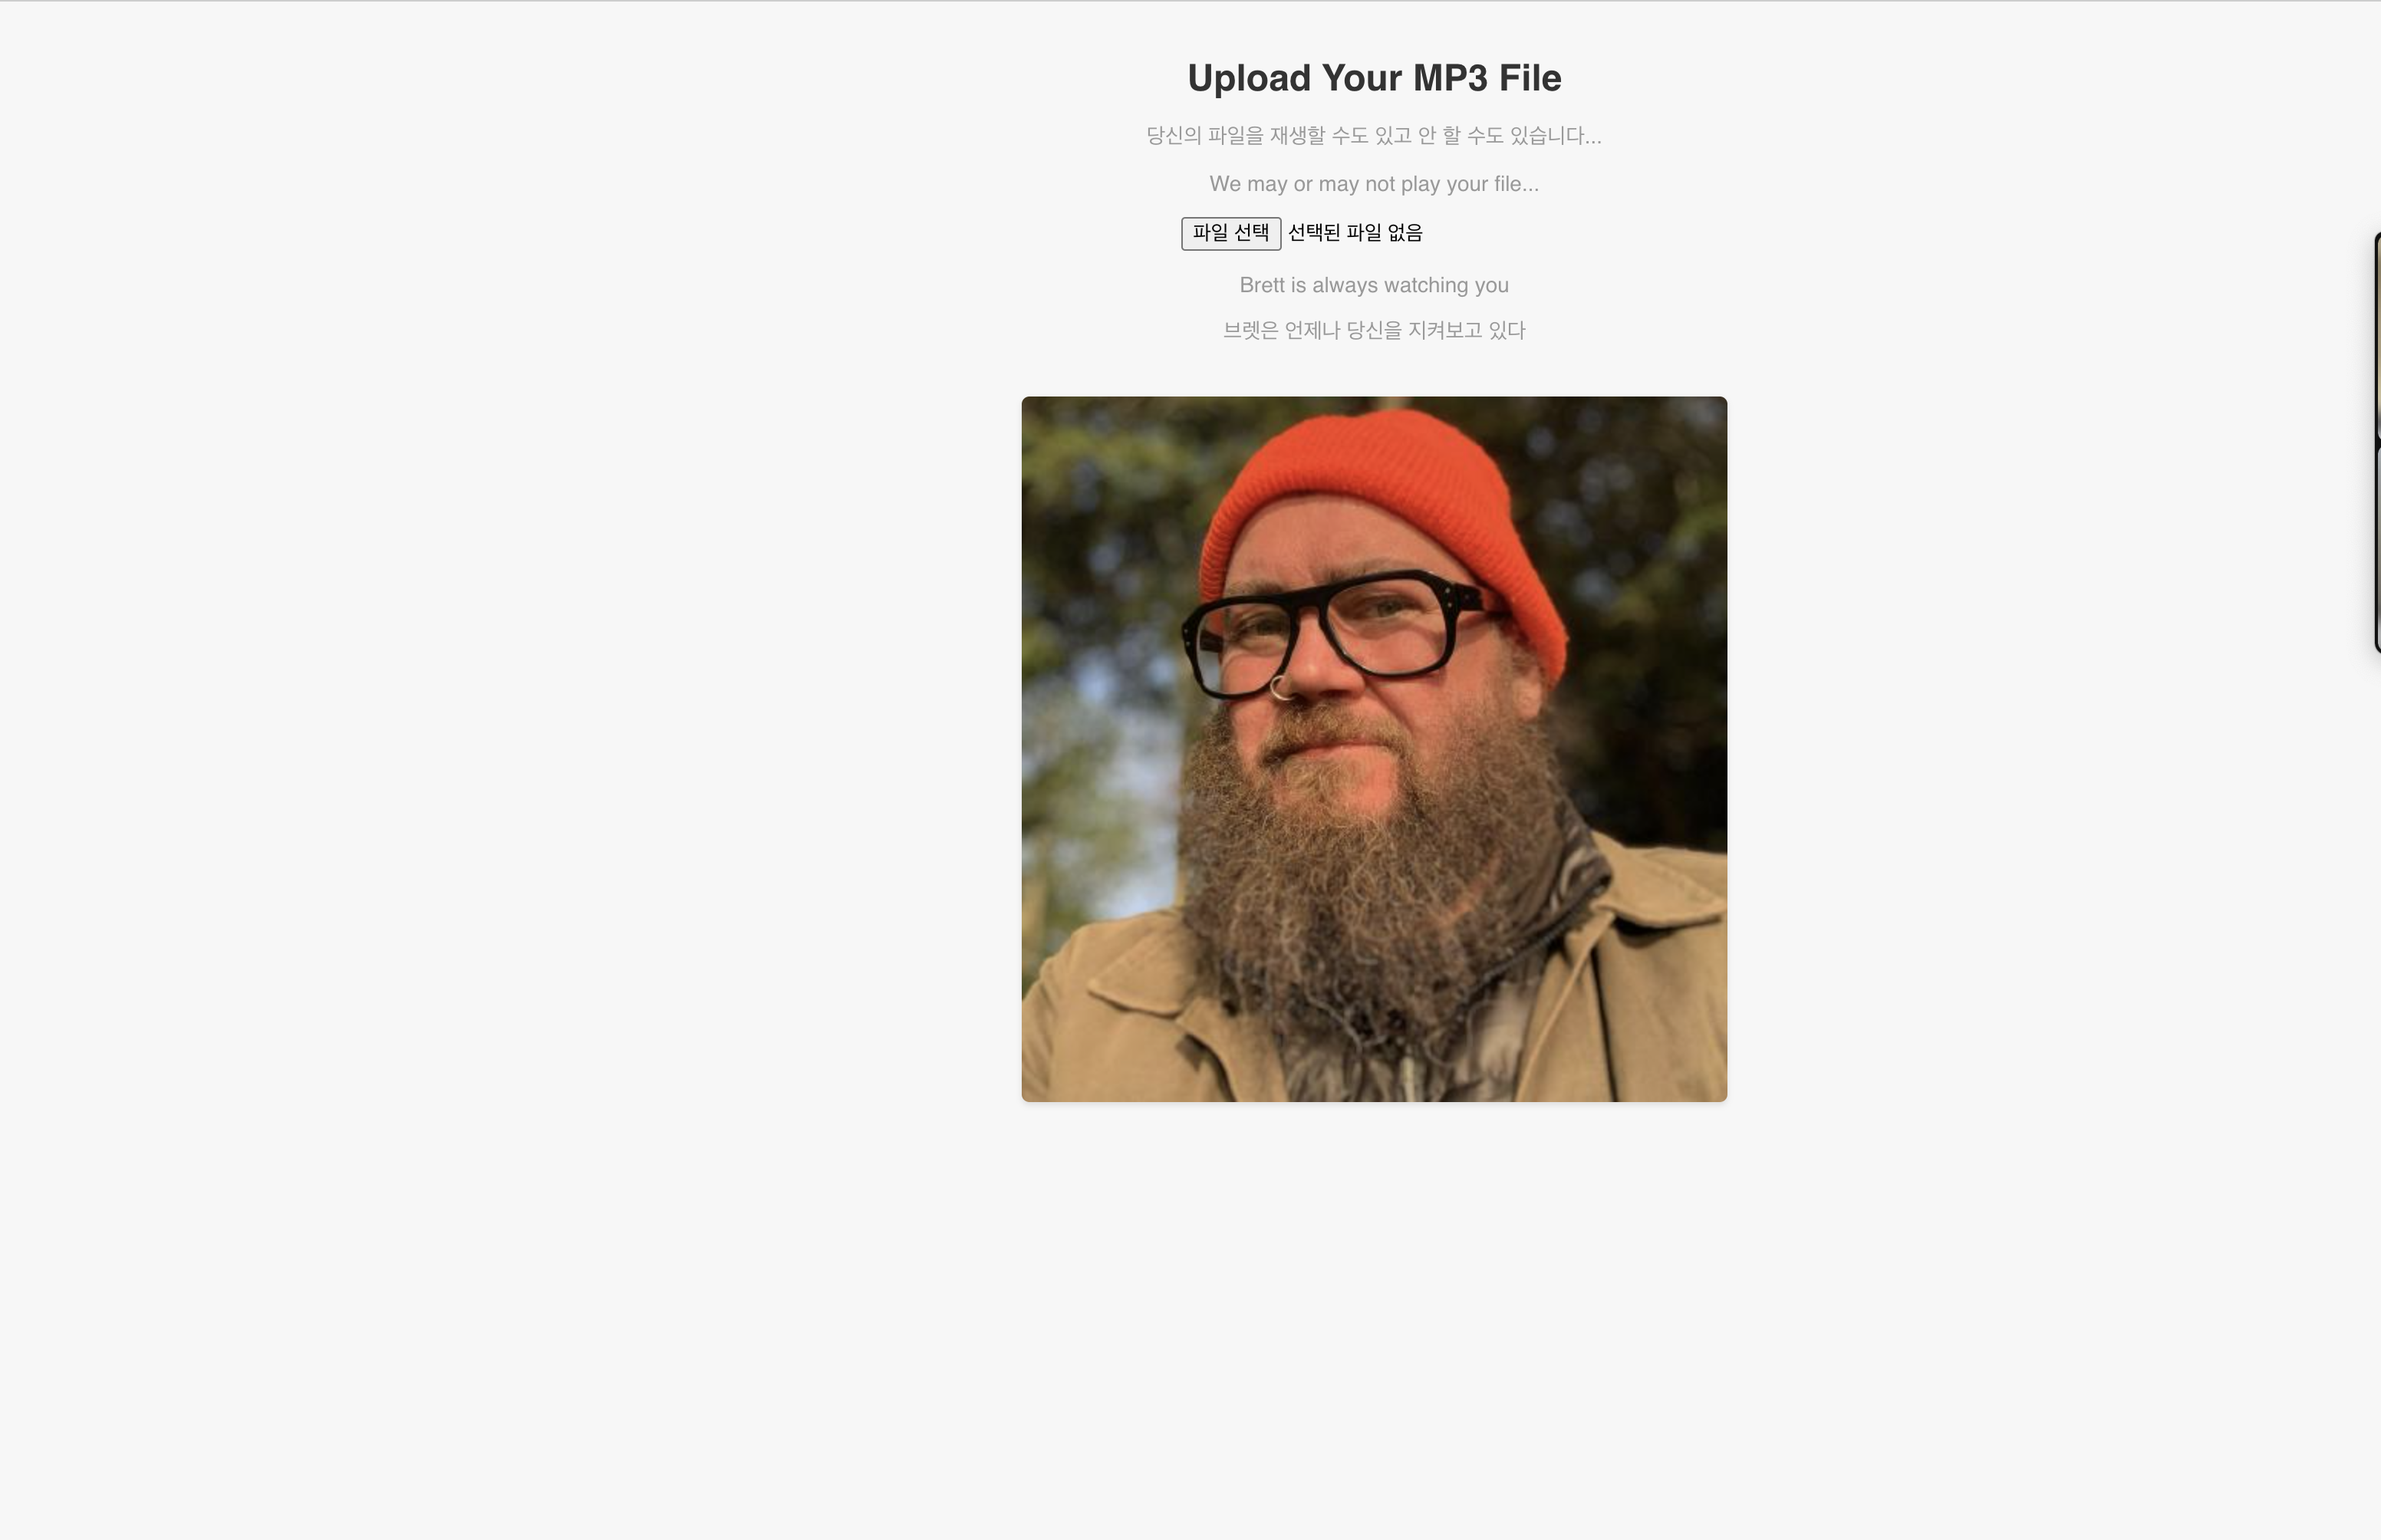 Upload Your MP3 File
당신의 파일을 재생할 수도 있고 안 할 수도 있습니다...
We may or may not play your file...
파일 선택 선택된 파일 없음
Brett is always watching you
브렛은 언제나 당신을 지켜보고 있다